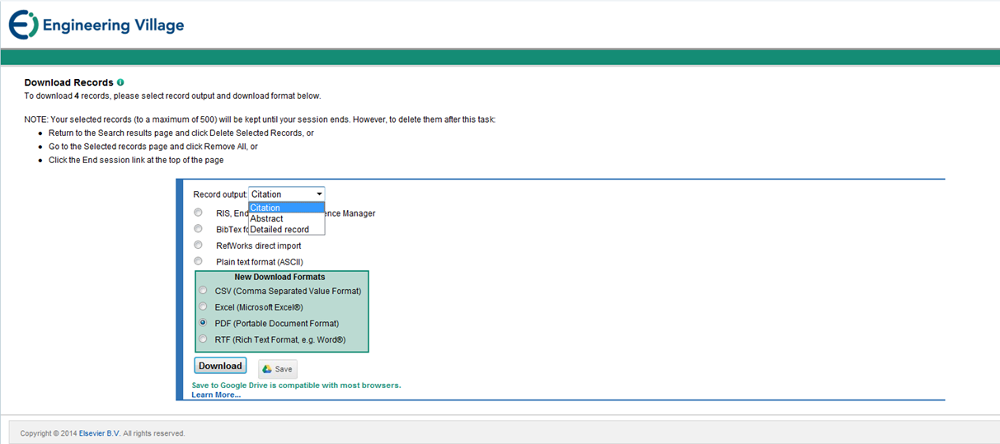 Engineering Village
Download Records
To download 4 records, please select record output and download format below.
NOTE: Your selected records (to a maximum of 500) will be kept until your session ends. However, to delete them after this task:
• Return to the Search results page and click Delete Selected Records, or
• Go to the Selected records page and click Remove All, or
• Click the End session link at the top of the page
Record output: Citation
Citation
Abstract
Detailed record
RIS, End
ence Manager
BibTex fo
RefWorks direct import
Plain text format (ASCII)
New Download Formats
CSV (Comma Separated Value Format)
Excel (Microsoft Excel®)
PDF (Portable Document Format)
RTF (Rich Text Format, e.g. Word®)
Download Save
Save to Google Drive is compatible with most browsers.
Learn More...
Copyright © 2014 Elsevier B.V. All rights reserved.